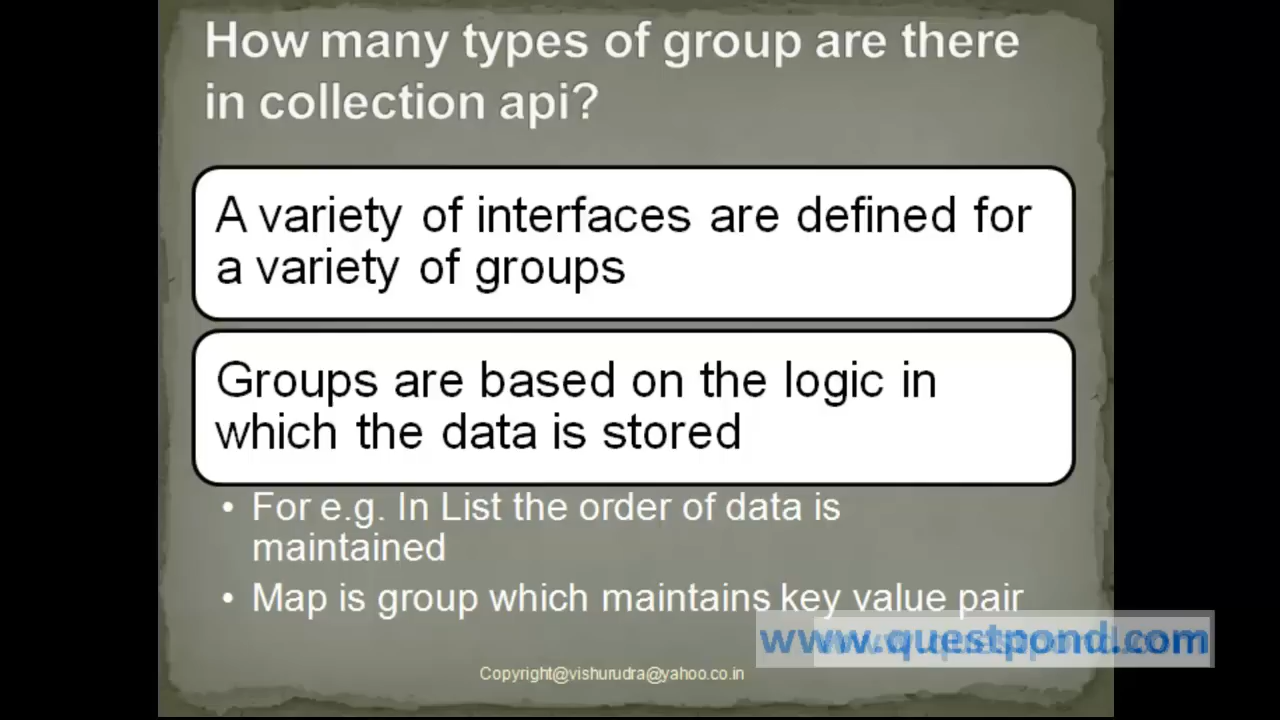 How many types of group are there
in collection api?
A variety of interfaces are defined for
a variety of groups
Groups are based on the logic in
which the data is stored
• For e.g. In List the order of data is
maintained
• Map is group which maintains key value pair
www.questpond.com
Copyright@vishurudra@yahoo.co.in